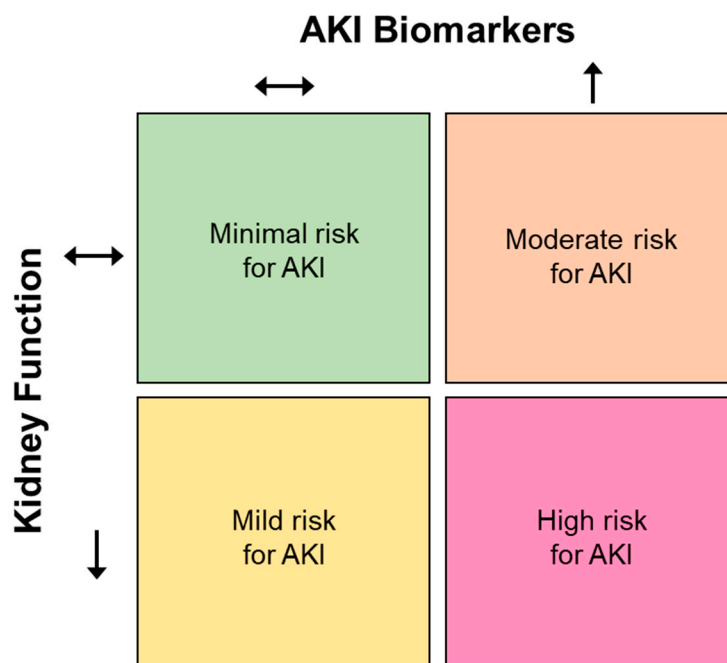 AKI Biomarkers
Kidney Function
Minimal risk
for AKI
Moderate risk
for AKI
Mild risk
for AKI
High risk
for AKI